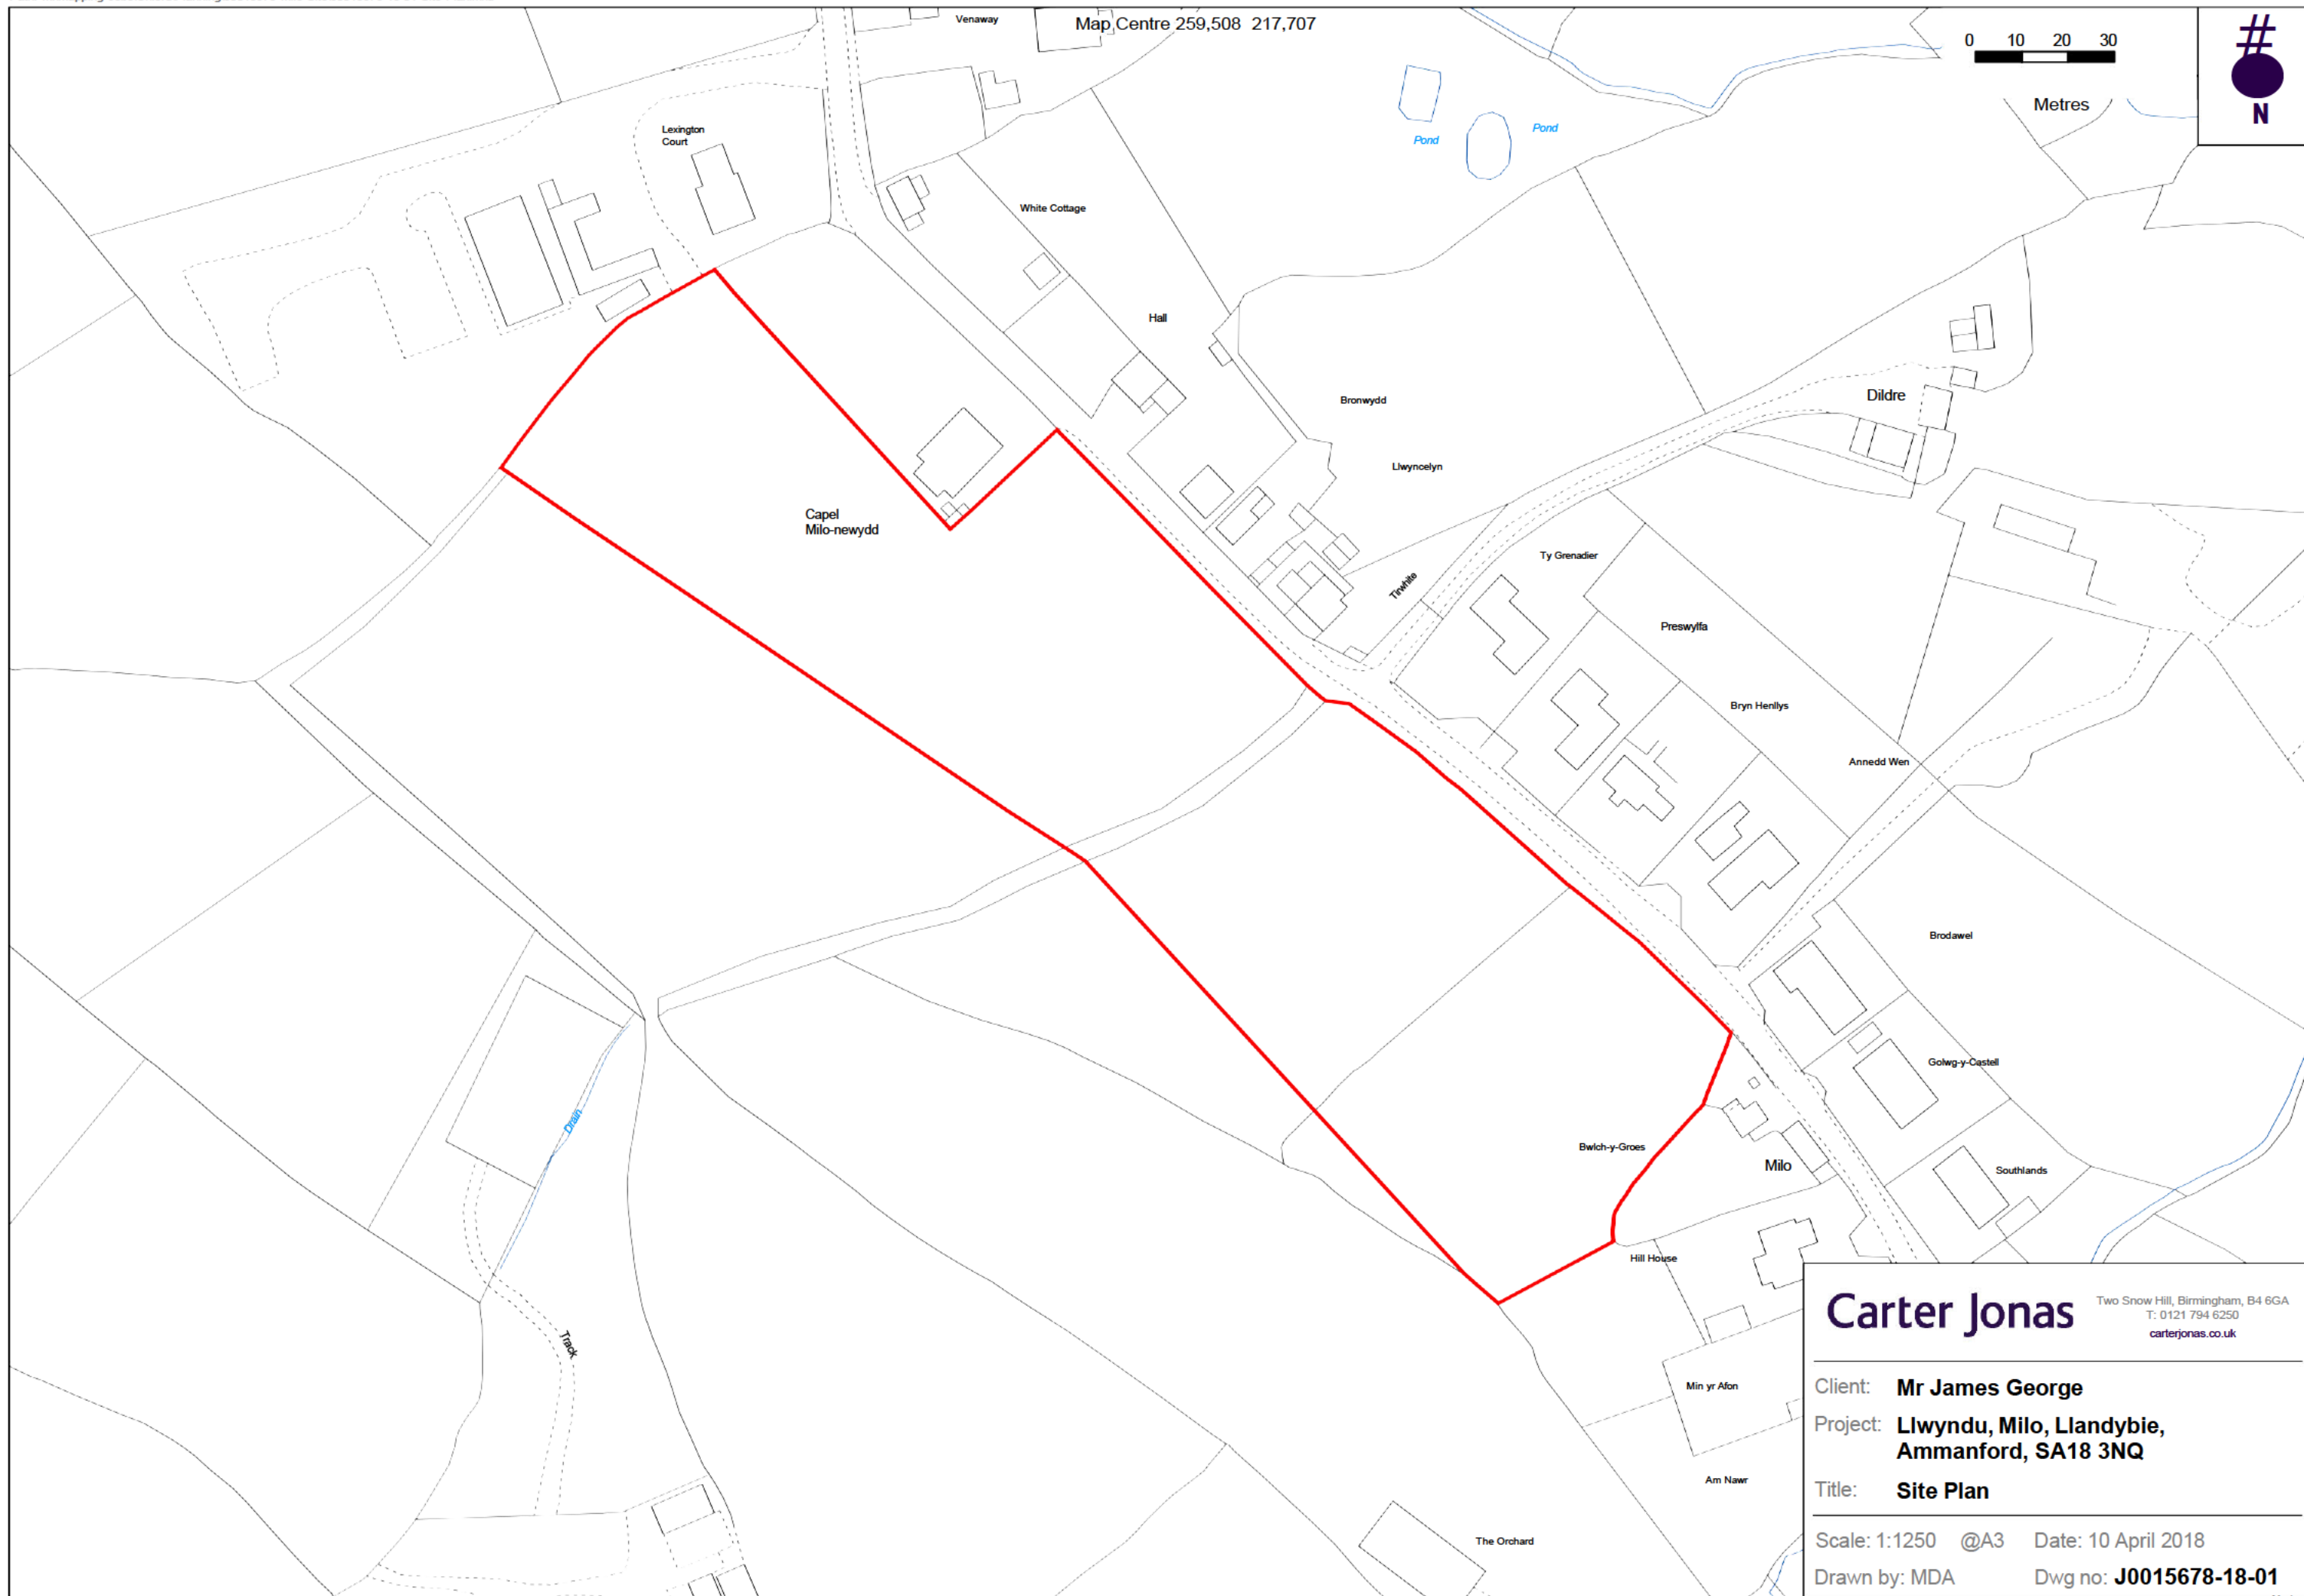 Venaway
Map Centre 259,508 217,707
0 10 20 30
Metres
#
N
Lexington
Court
Pond
Pond
White Cottage
Hall
Bronwydd
Dildre
Llwyncelyn
Capel
Milo-newydd
Ty Grenadier
Tirwhite
Preswylfa
Bryn Henllys
Annedd Wen
Brodawel
Golwg-y-Castell
Drain
Bwlch-y-Groes
Milo
Southlands
Hill House
Track
Min yr Afon
Am Nawr
The Orchard
Carter Jonas
Two Snow Hill, Birmingham, B4 6GA
T: 0121 794 6250
carterjonas.co.uk
Client: Mr James George
Project: Llwyndu, Milo, Llandybie,
Ammanford, SA18 3NQ
Title: Site Plan
Scale: 1:1250 @A3 Date: 10 April 2018
Drawn by: MDA Dwg no: J0015678-18-01